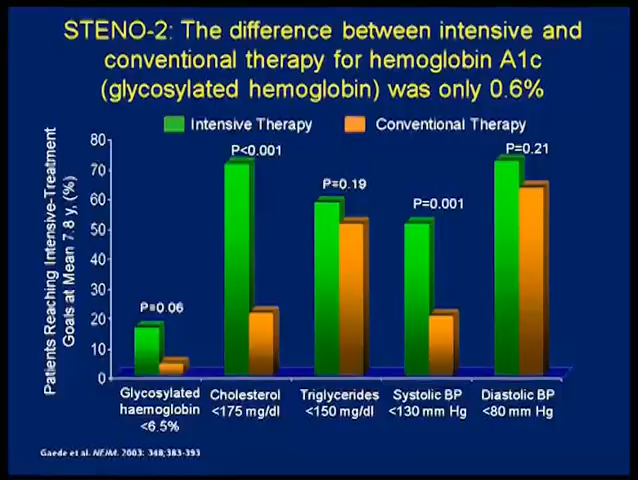 STENO-2: The difference between intensive and
conventional therapy for hemoglobin A1c
(glycosylated hemoglobin) was only 0.6%
Intensive Therapy
Conventional Therapy
Patients Reaching Intensive-Treatment
Goals at Mean 7.8 y, (%)
80
70
60
50
40
30
20
10
0
P=0.06
P<0.001
P=0.19
P=0.001
P=0.21
Glycosylated
haemoglobin
<6.5%
Cholesterol
<175 mg/dl
Triglycerides
<150 mg/dl
Systolic BP
<130 mm Hg
Diastolic BP
<80 mm Hg
Gaede et al. NEJM. 2003: 348;383-393